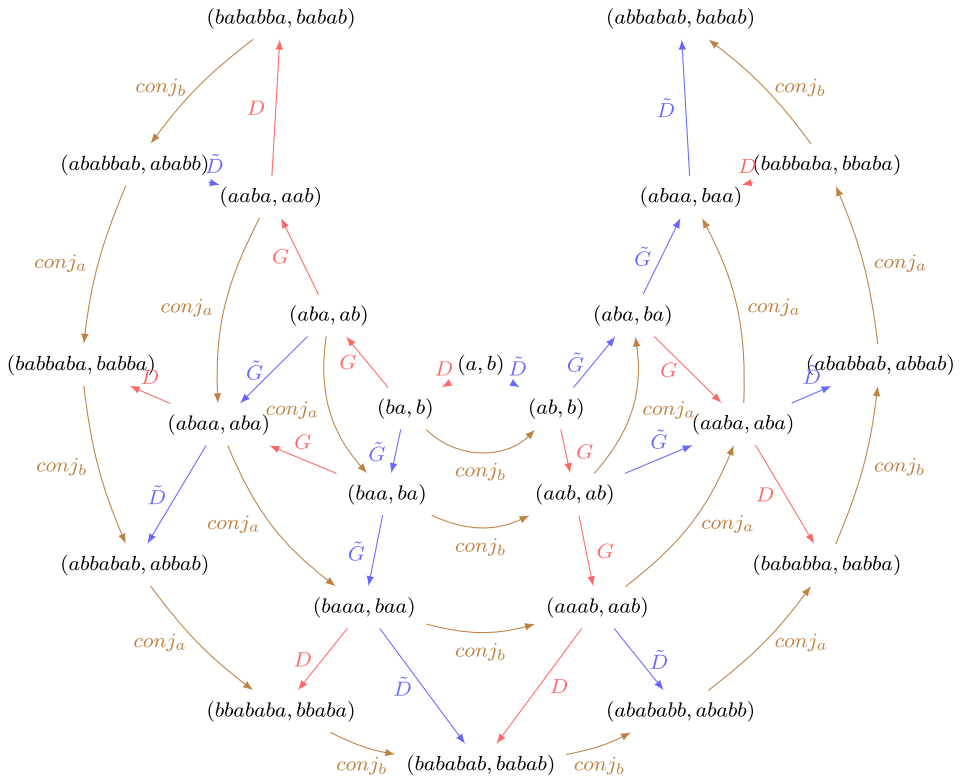 (bababba, babab) (abbabab, babab)
conj_b D D̃ conj_b
(ababbab, ababb) D̃ D (babbaba, bbaba)
(aaba, aab) (abaa, baa)
conj_a G G̃ conj_a
conj_a conj_a
(aba, ab) (aba, ba)
(babbaba, babba) D G̃ G D (a, b) D̃ G̃ G D̃ (ababbab, abbab)
(ba, b) (ab, b)
conj_a conj_a
(abaa, aba) (aaba, aba)
G G̃ G G̃
conj_b conj_b conj_b
D̃ (baa, ba) (aab, ab) D
conj_a conj_a
conj_b
G̃ G
(abbabab, abbab) (bababba, babba)
(baaa, baa) (aaab, aab)
conj_a D conj_b D̃ conj_a
D̃ D
(bbababa, bbaba) (abababb, ababb)
conj_b (bababab, babab) conj_b